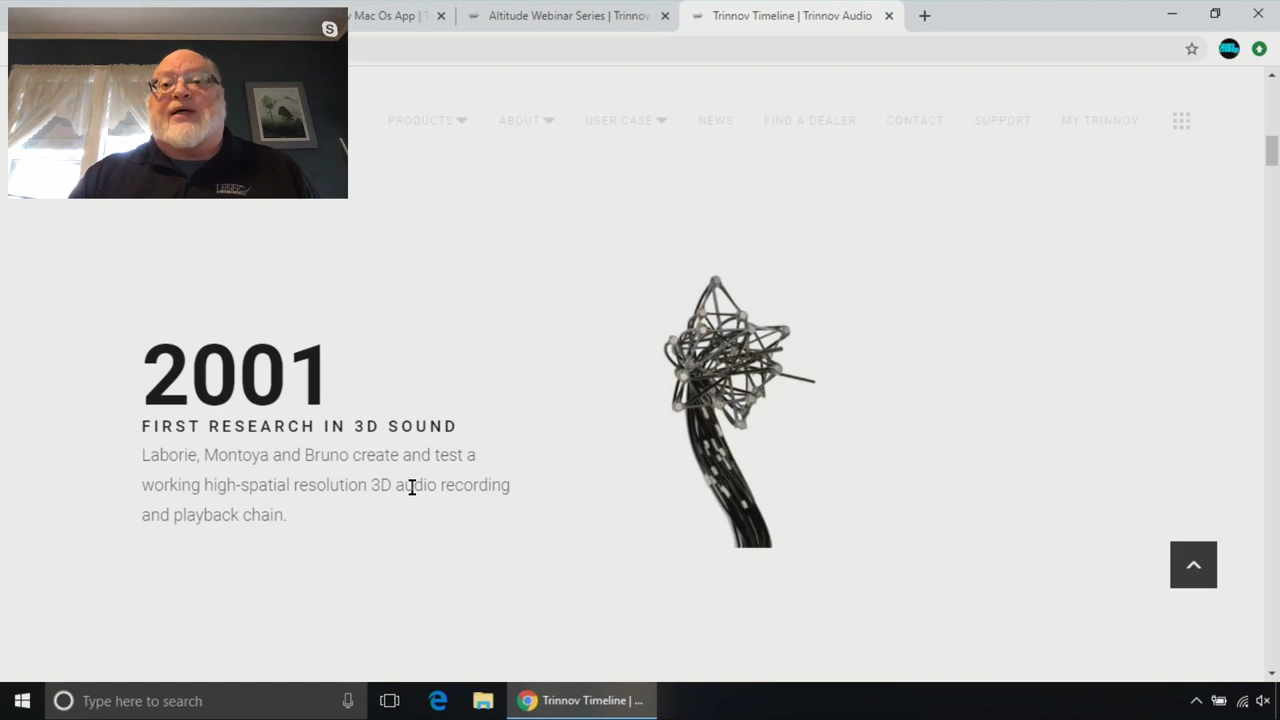 y Mac Os App | T
Altitude Webinar Series | Trinnov
Trinnov Timeline | Trinnov Audio
PRODUCTS
ABOUT
USER CASE
NEWS
FIND A DEALER
CONTACT
SUPPORT
MY TRINNOV
2001
FIRST RESEARCH IN 3D SOUND
Laborie, Montoya and Bruno create and test a
working high-spatial resolution 3D audio recording
and playback chain.
Type here to search
Trinnov Timeline | ...